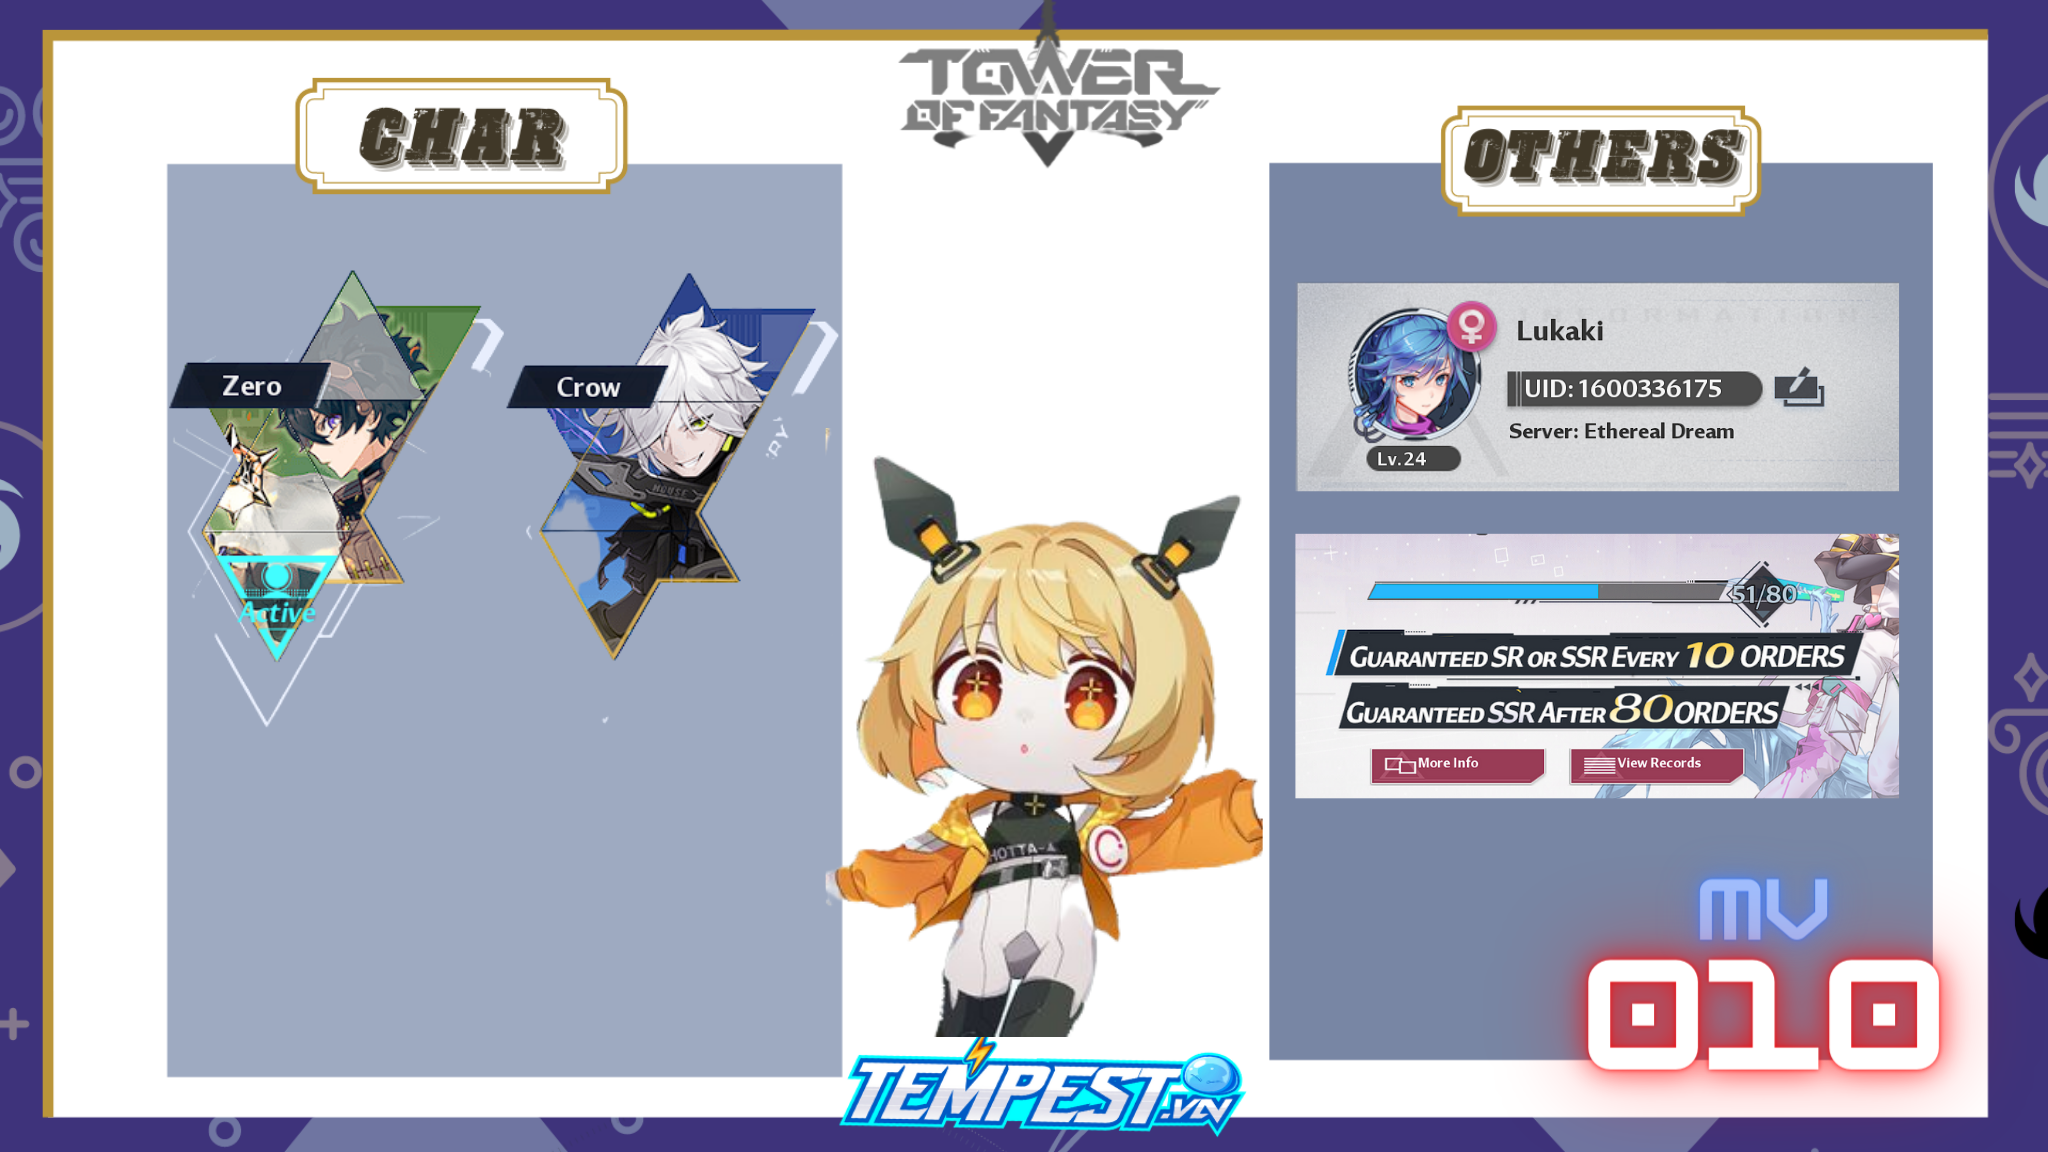 TOWER
OF FANTASY
CHAR
Zero
Active
Crow
MOUSE
OTHERS
Lukaki
UID: 1600336175
Server: Ethereal Dream
Lv.24
51/80
GUARANTEED SR OR SSR EVERY 10 ORDERS
GUARANTEED SSR AFTER 80 ORDERS
More Info
View Records
HOTTA-A
MV
010
TEMPEST.VN